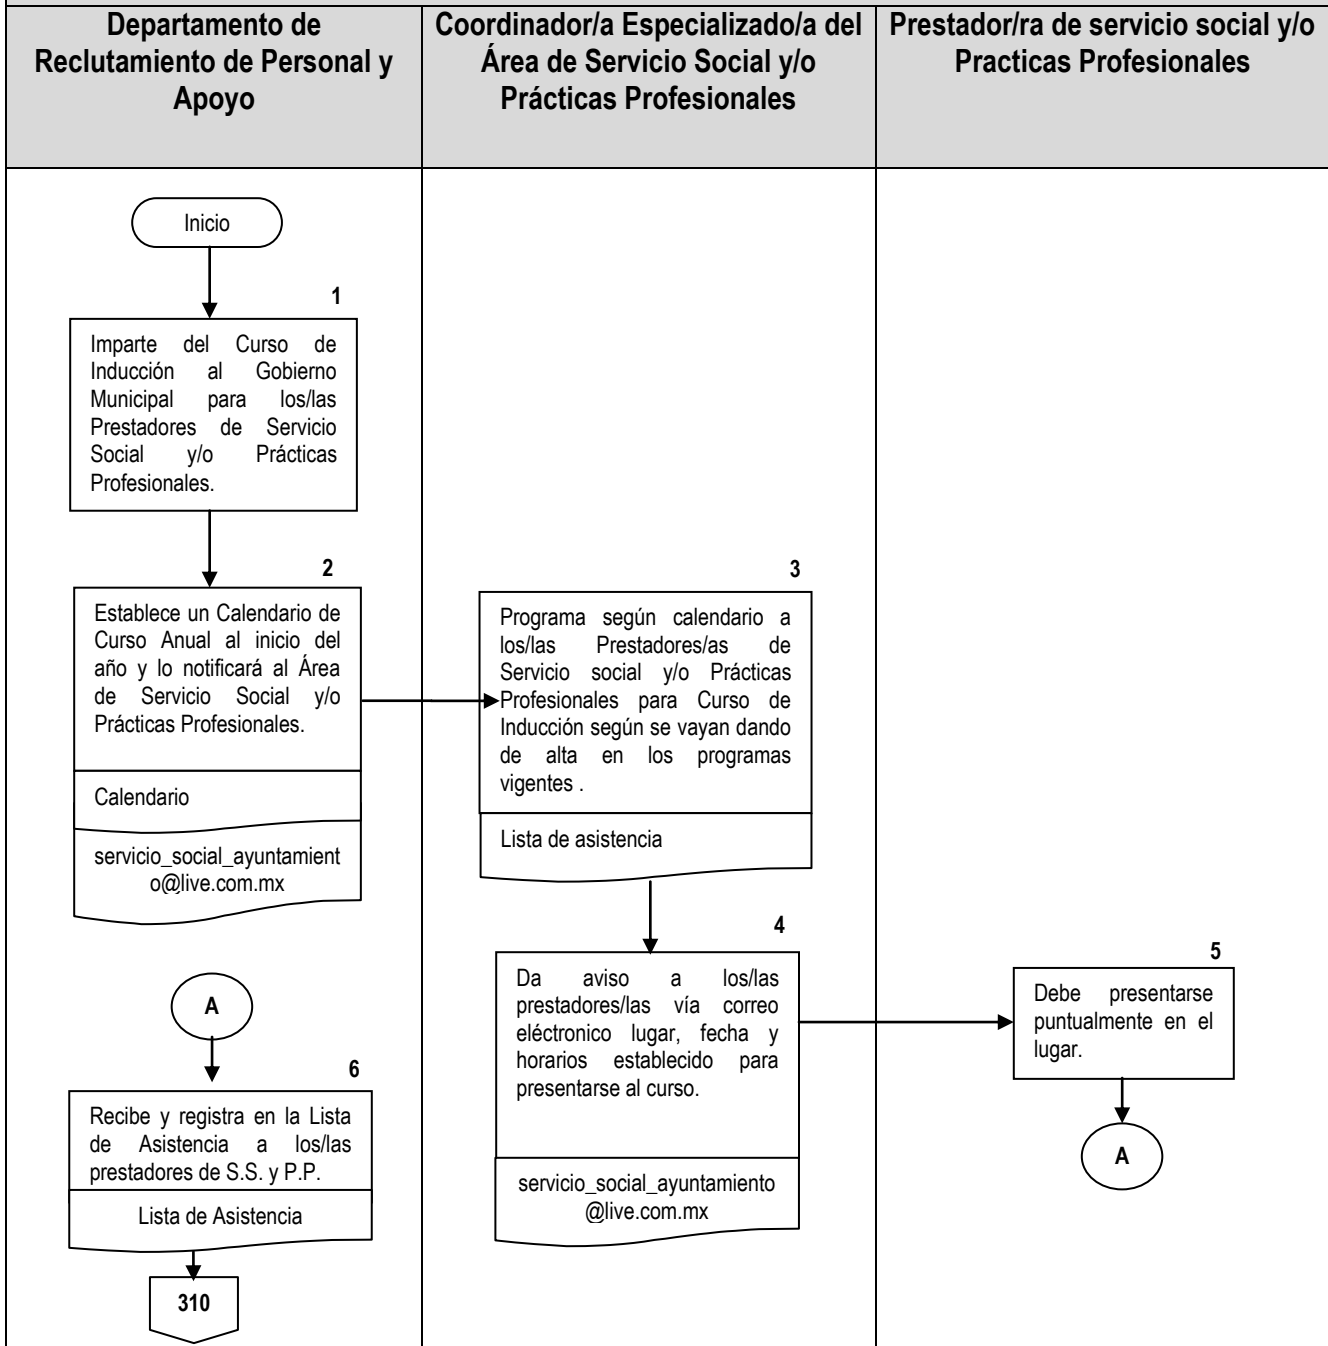 Departamento de
Reclutamiento de Personal y
Apoyo
Coordinador/a Especializado/a del
Área de Servicio Social y/o
Prácticas Profesionales
Prestador/ra de servicio social y/o
Practicas Profesionales
Inicio
1
Imparte del Curso de
Inducción al Gobierno
Municipal para los/las
Prestadores de Servicio
Social y/o Prácticas
Profesionales.
2
Establece un Calendario de
Curso Anual al inicio del
año y lo notificará al Área
de Servicio Social y/o
Prácticas Profesionales.
Calendario
servicio_social_ayuntamient
o@live.com.mx
3
Programa según calendario a
los/las Prestadores/as de
Servicio social y/o Prácticas
Profesionales para Curso de
Inducción según se vayan dando
de alta en los programas
vigentes .
Lista de asistencia
4
Da aviso a los/las
prestadores/las vía correo
eléctronico lugar, fecha y
horarios establecido para
presentarse al curso.
servicio_social_ayuntamiento
@live.com.mx
5
Debe presentarse
puntualmente en el
lugar.
A
A
6
Recibe y registra en la Lista
de Asistencia a los/las
prestadores de S.S. y P.P.
Lista de Asistencia
310